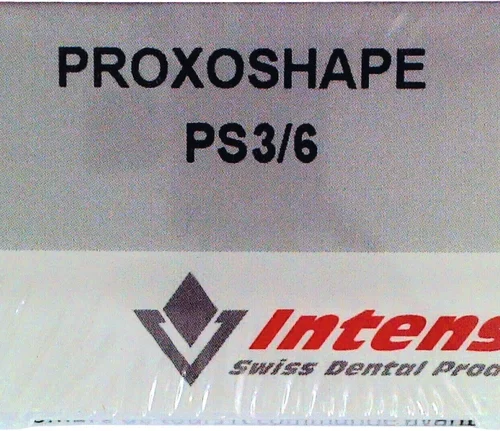 PROXOSHAPE
PS3/6
Intens
Swiss Dental Prod